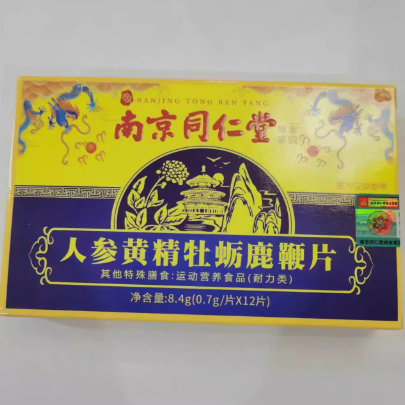 NANJING TONG REN TANG
南京同仁堂
人参黄精牡蛎鹿鞭片
其他特殊膳食:运动营养食品(耐力类)
净含量:8.4g(0.7g/片X12片)